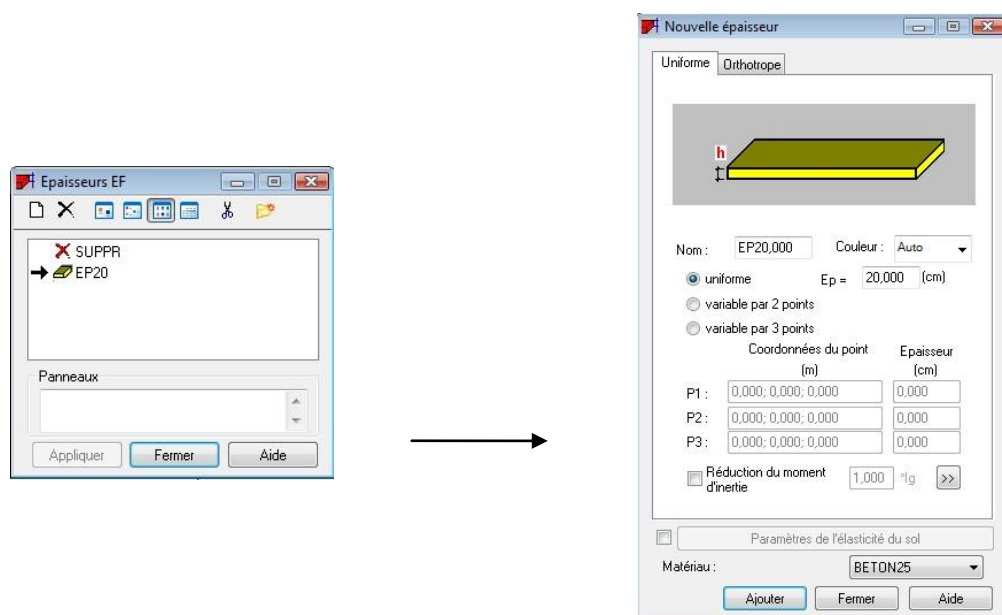 Epaisseurs EF
SUPPR
EP20
Panneaux
Appliquer Fermer Aide
Nouvelle épaisseur
Uniforme Orthotrope
h
Nom : EP20,000 Couleur : Auto
uniforme Ep = 20,000 (cm)
variable par 2 points
variable par 3 points
Coordonnées du point Epaisseur
(m) (cm)
P1 : 0,000; 0,000; 0,000 0,000
P2 : 0,000; 0,000; 0,000 0,000
P3 : 0,000; 0,000; 0,000 0,000
Réduction du moment
d'inertie 1,000 *Ig >>
Paramètres de l'élasticité du sol
Matériau : BETON25
Ajouter Fermer Aide